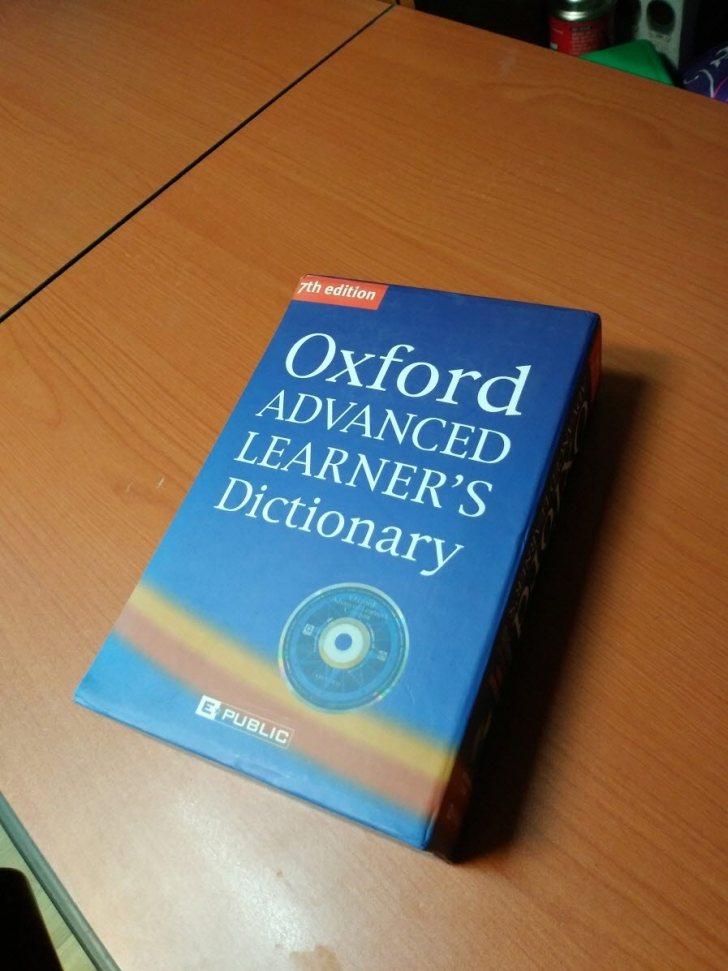 7th edition
Oxford
ADVANCED
LEARNER'S
Dictionary
E PUBLIC